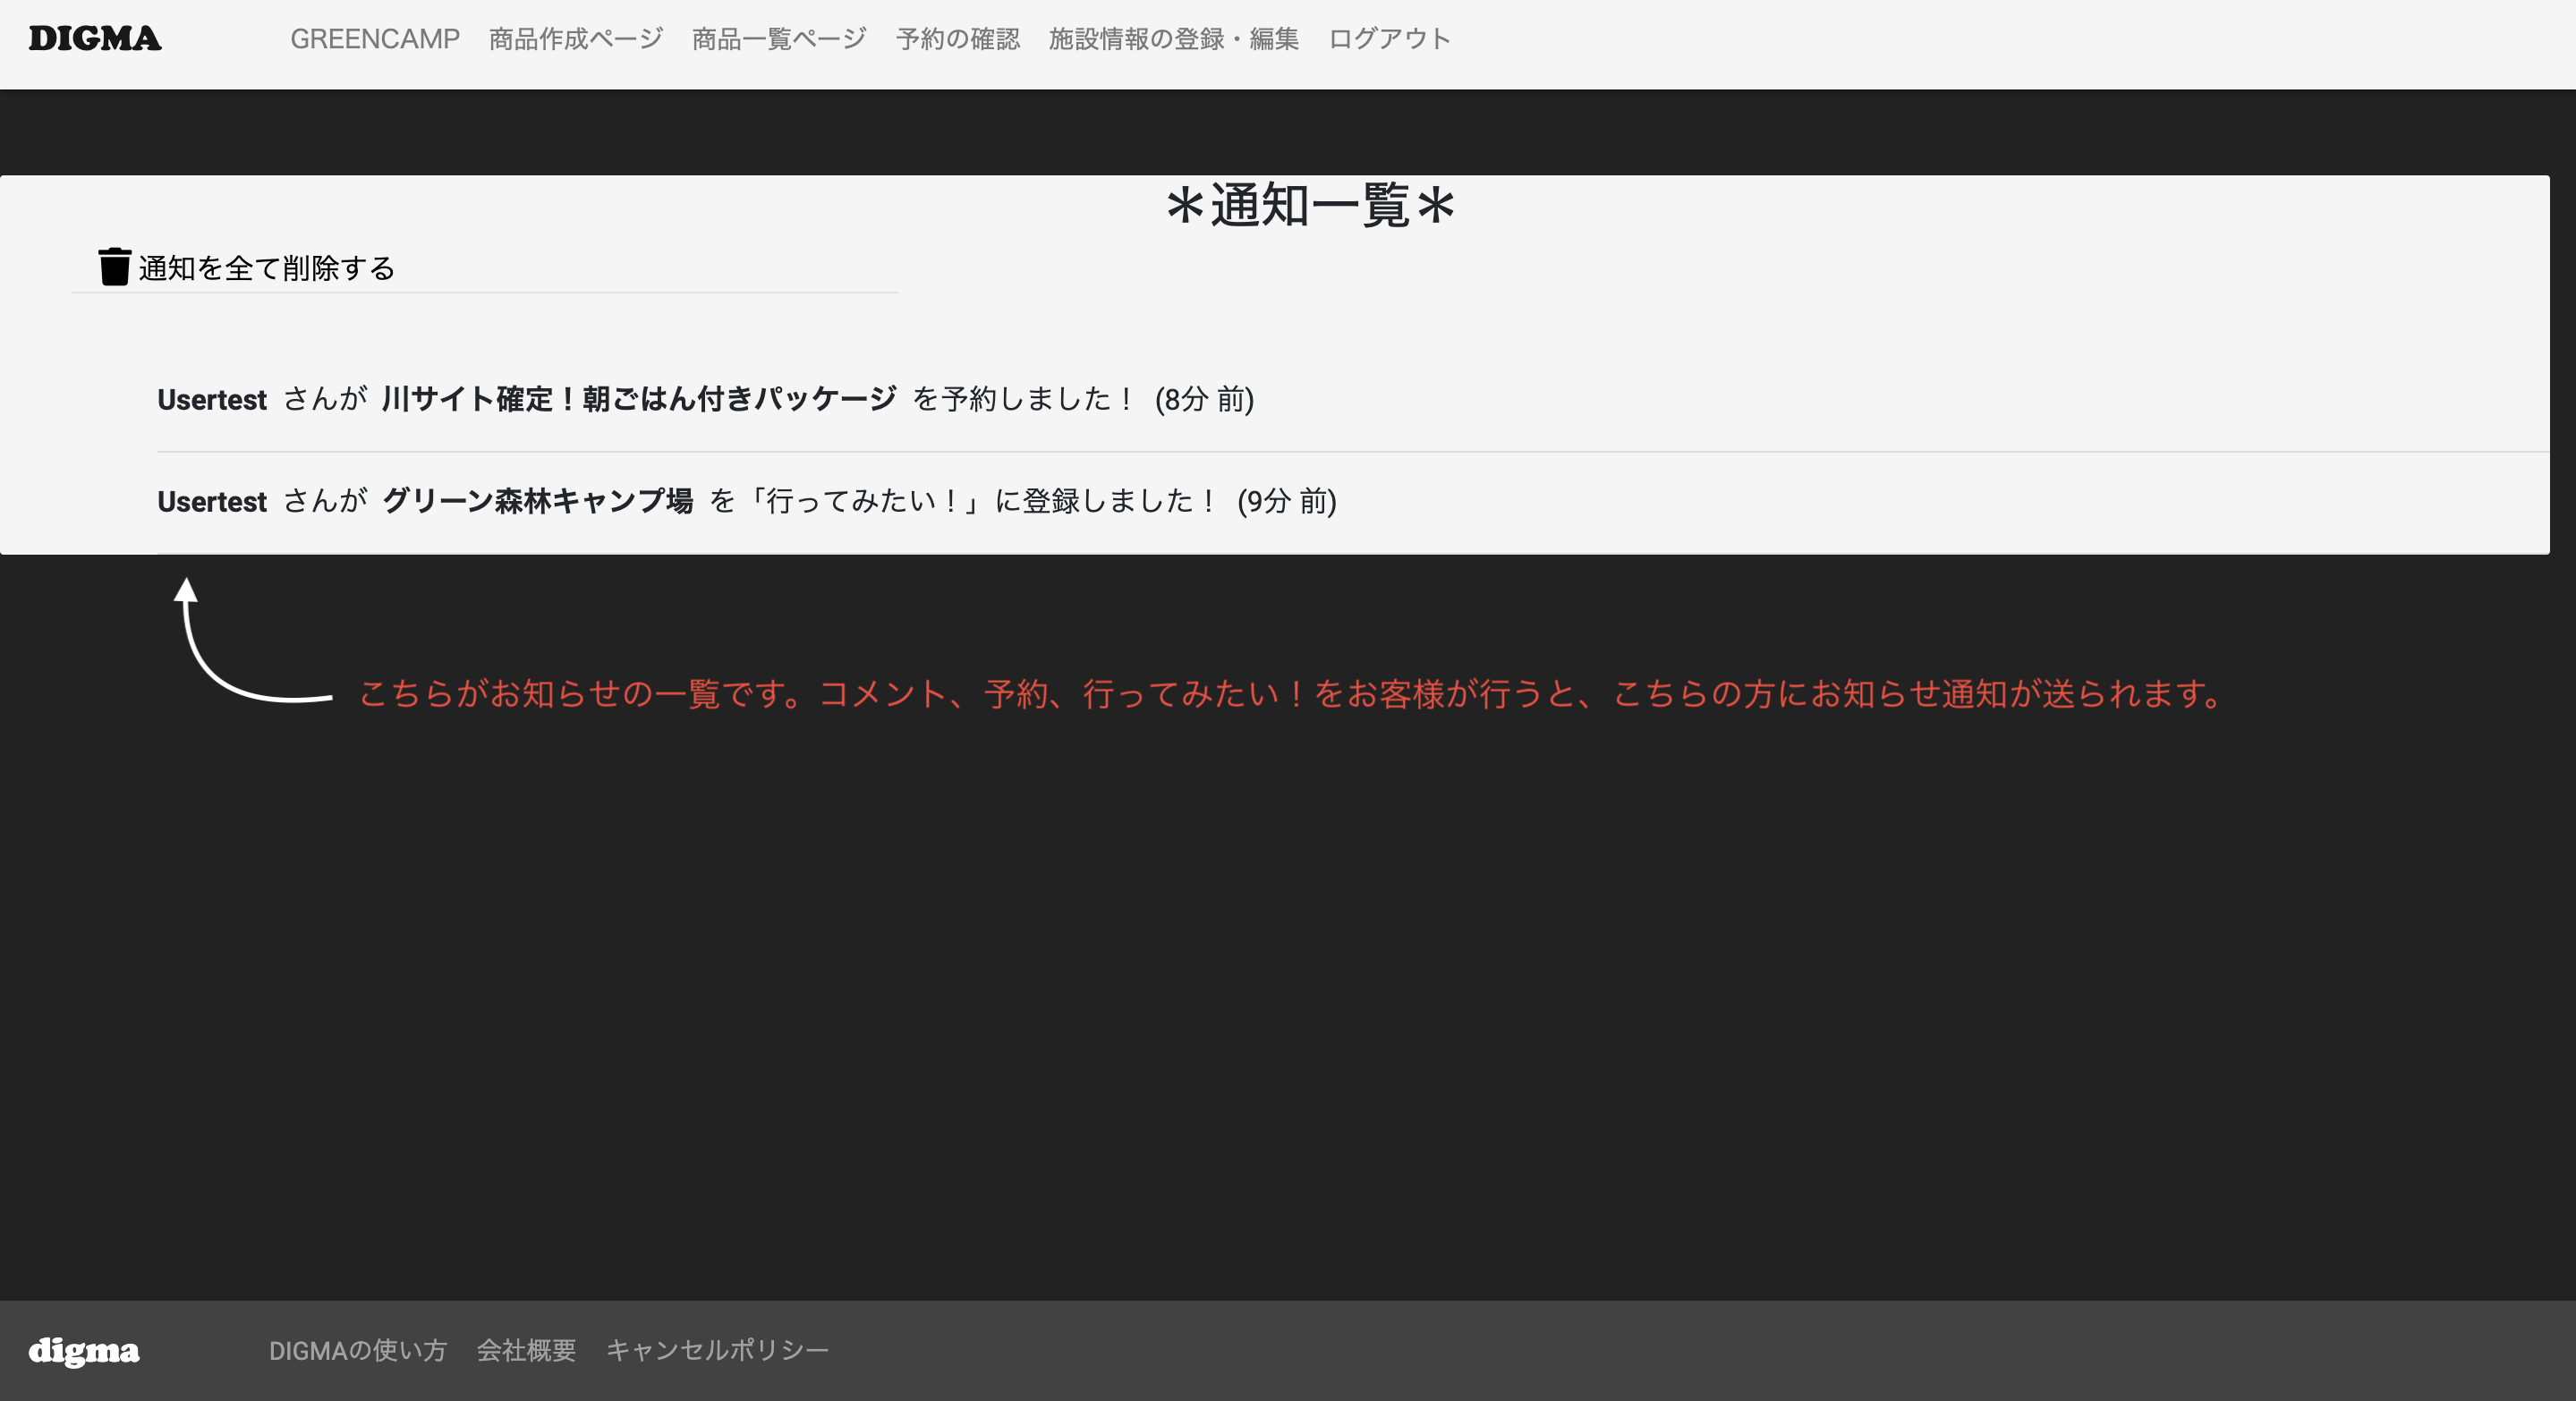 DIGMA GREENCAMP 商品作成ページ 商品一覧ページ 予約の確認 施設情報の登録・編集 ログアウト
＊通知一覧＊
通知を全て削除する
Usertest さんが 川サイト確定！朝ごはん付きパッケージ を予約しました！ (8分 前)
Usertest さんが グリーン森林キャンプ場 を「行ってみたい！」に登録しました！ (9分 前)
こちらがお知らせの一覧です。コメント、予約、行ってみたい！をお客様が行うと、こちらの方にお知らせ通知が送られます。
digma DIGMAの使い方 会社概要 キャンセルポリシー